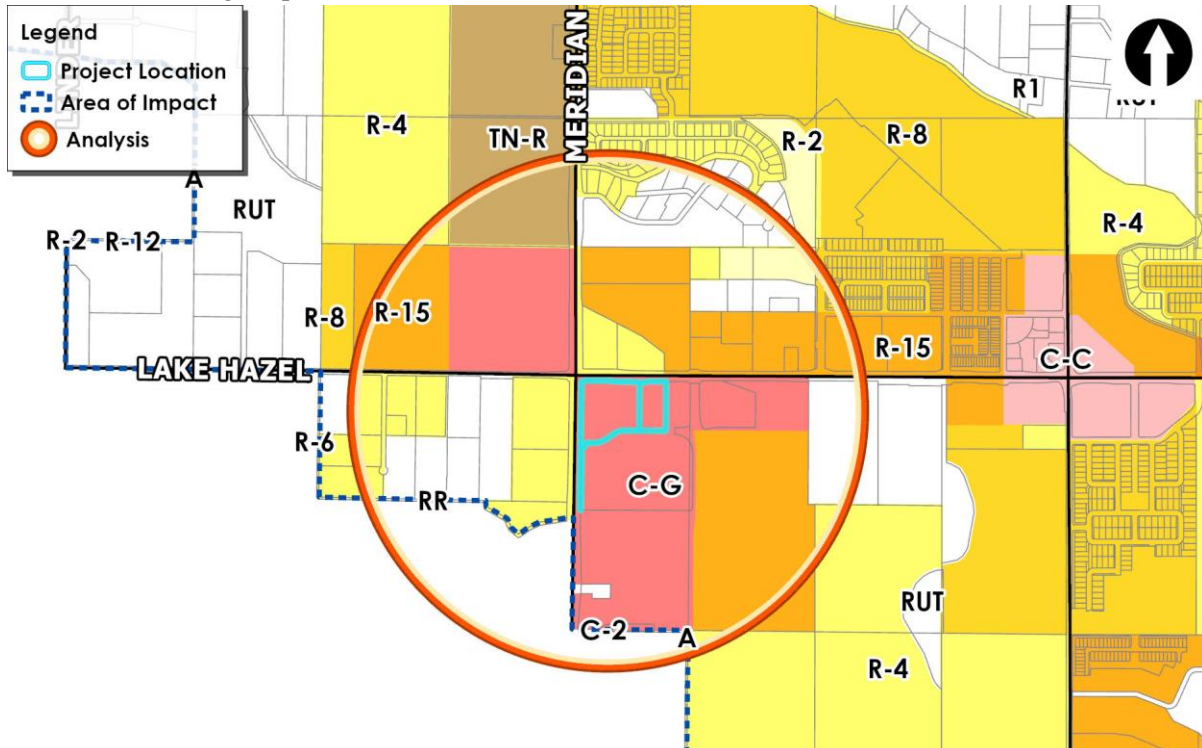 Legend
Project Location
Area of Impact
Analysis
MERIDIAN
R1
R-4
TN-R
R-2
R-8
A
RUT
R-4
R-2
R-12
R-8
R-15
R-15
C-C
LAKE HAZEL
R-6
C-G
RR
RUT
C-2
A
R-4